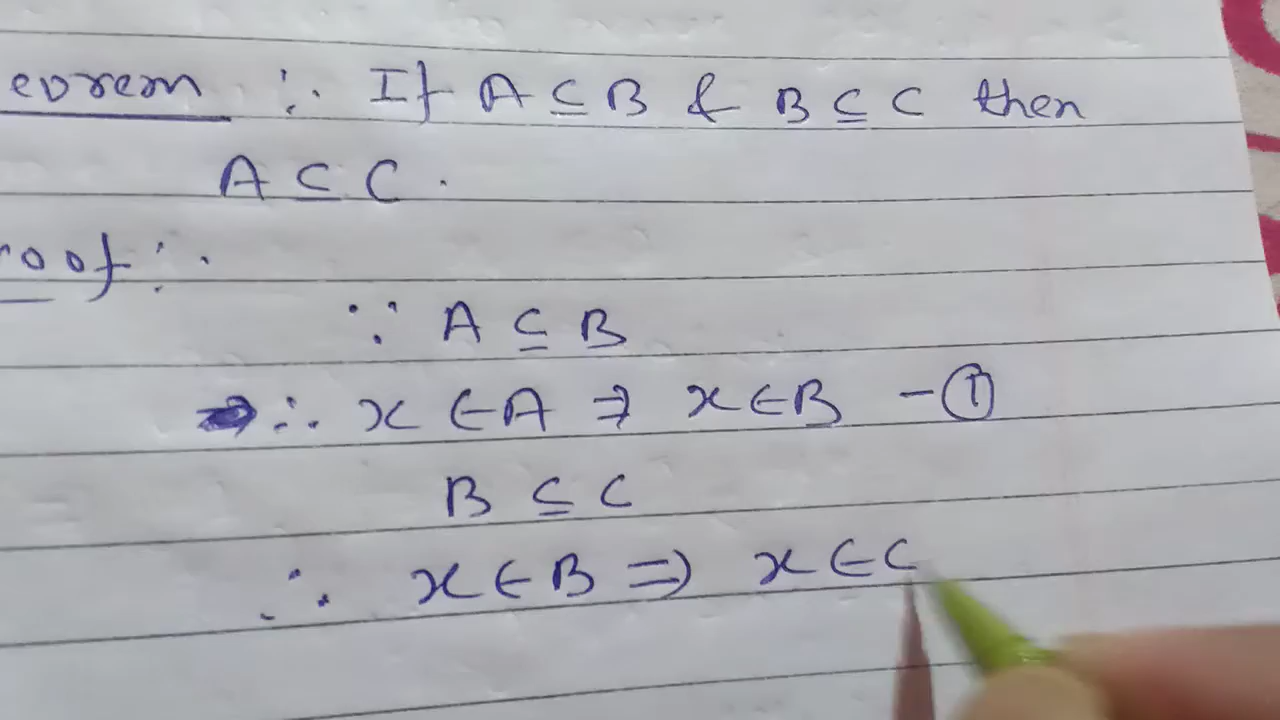 eorem :. If A ⊆ B & B ⊆ C then
A ⊆ C.
roof :.
∵ A ⊆ B
∴ x ∈ A ⇒ x ∈ B - ①
B ⊆ C
∴ x ∈ B ⇒ x ∈ C